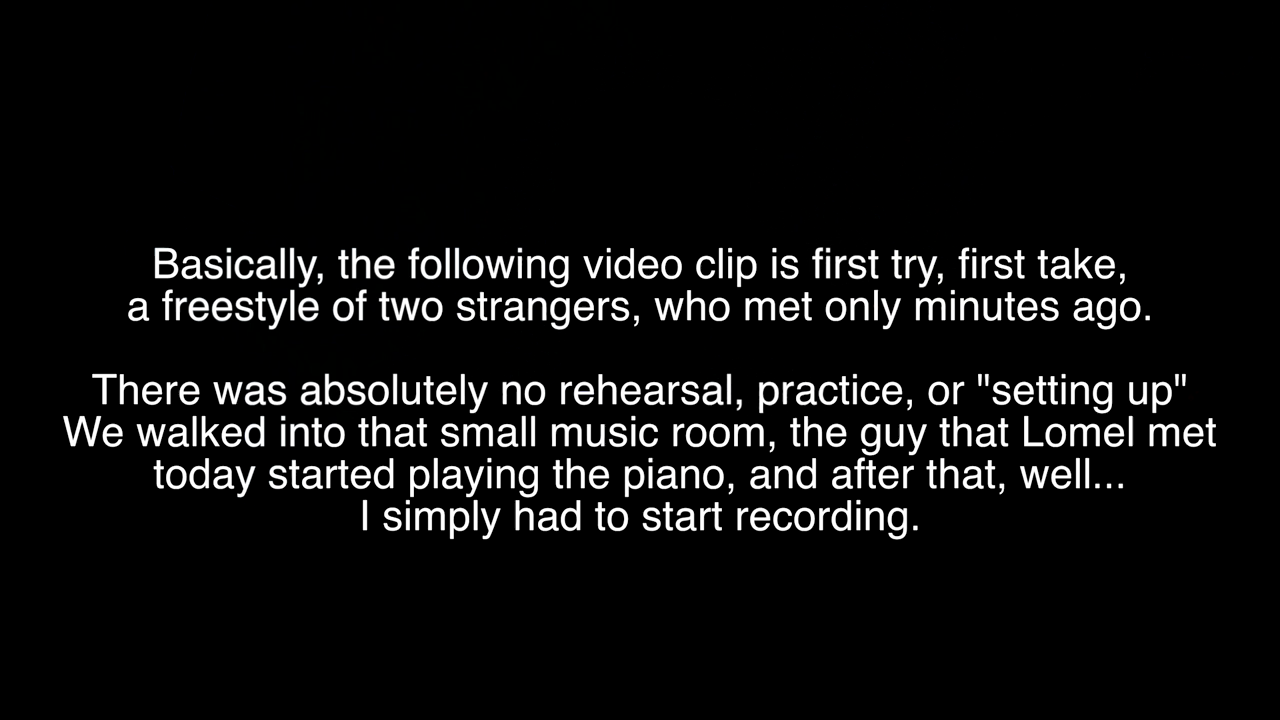 Basically, the following video clip is first try, first take,
a freestyle of two strangers, who met only minutes ago.
There was absolutely no rehearsal, practice, or "setting up"
We walked into that small music room, the guy that Lomel met
today started playing the piano, and after that, well...
I simply had to start recording.